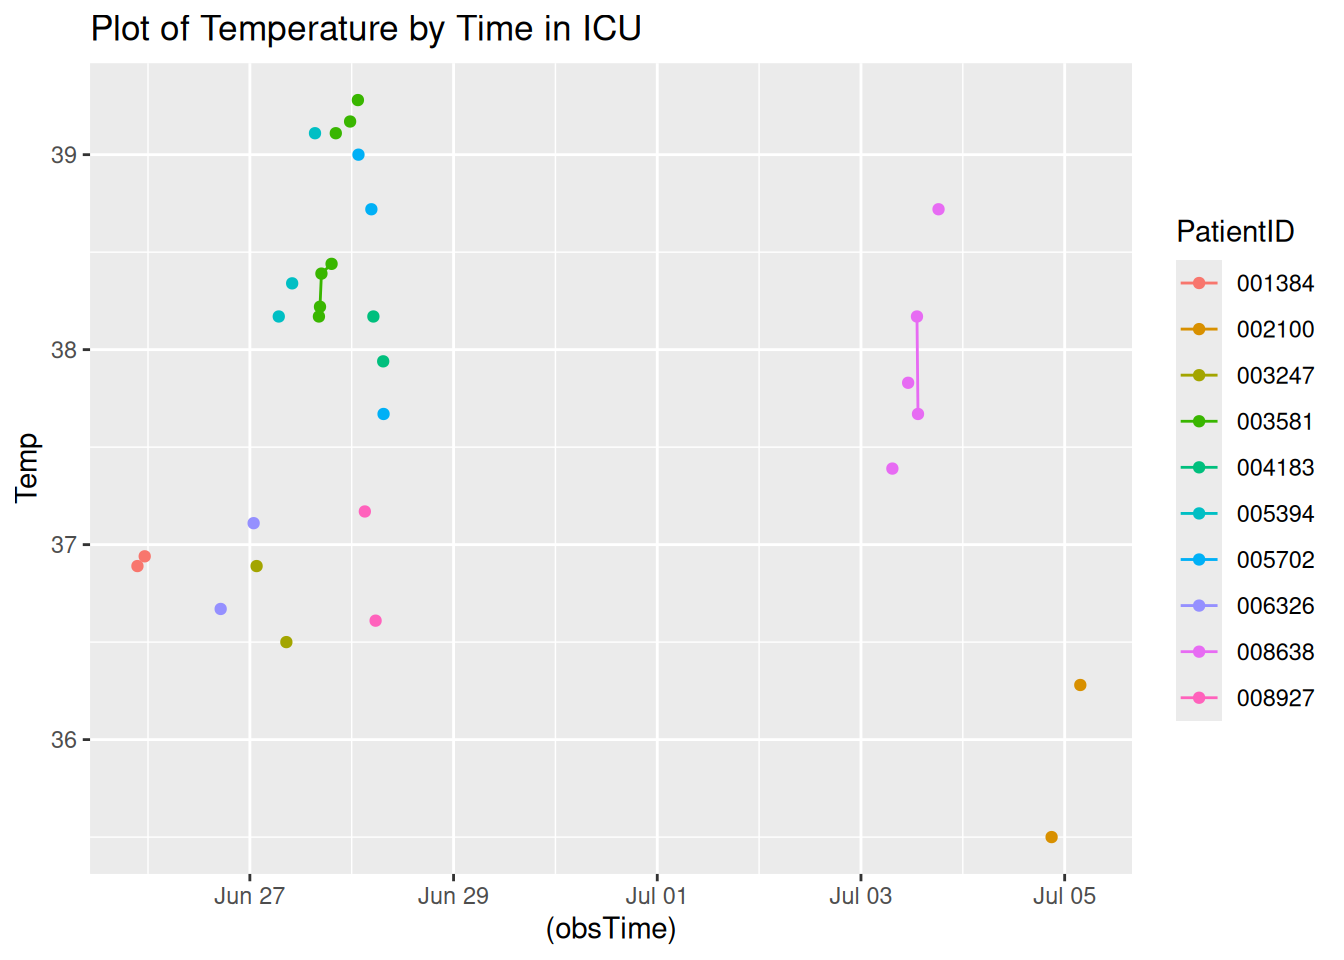 Plot of Temperature by Time in ICU
39
38
37
36
Temp
Jun 27 Jun 29 Jul 01 Jul 03 Jul 05
(obsTime)
PatientID
001384
002100
003247
003581
004183
005394
005702
006326
008638
008927